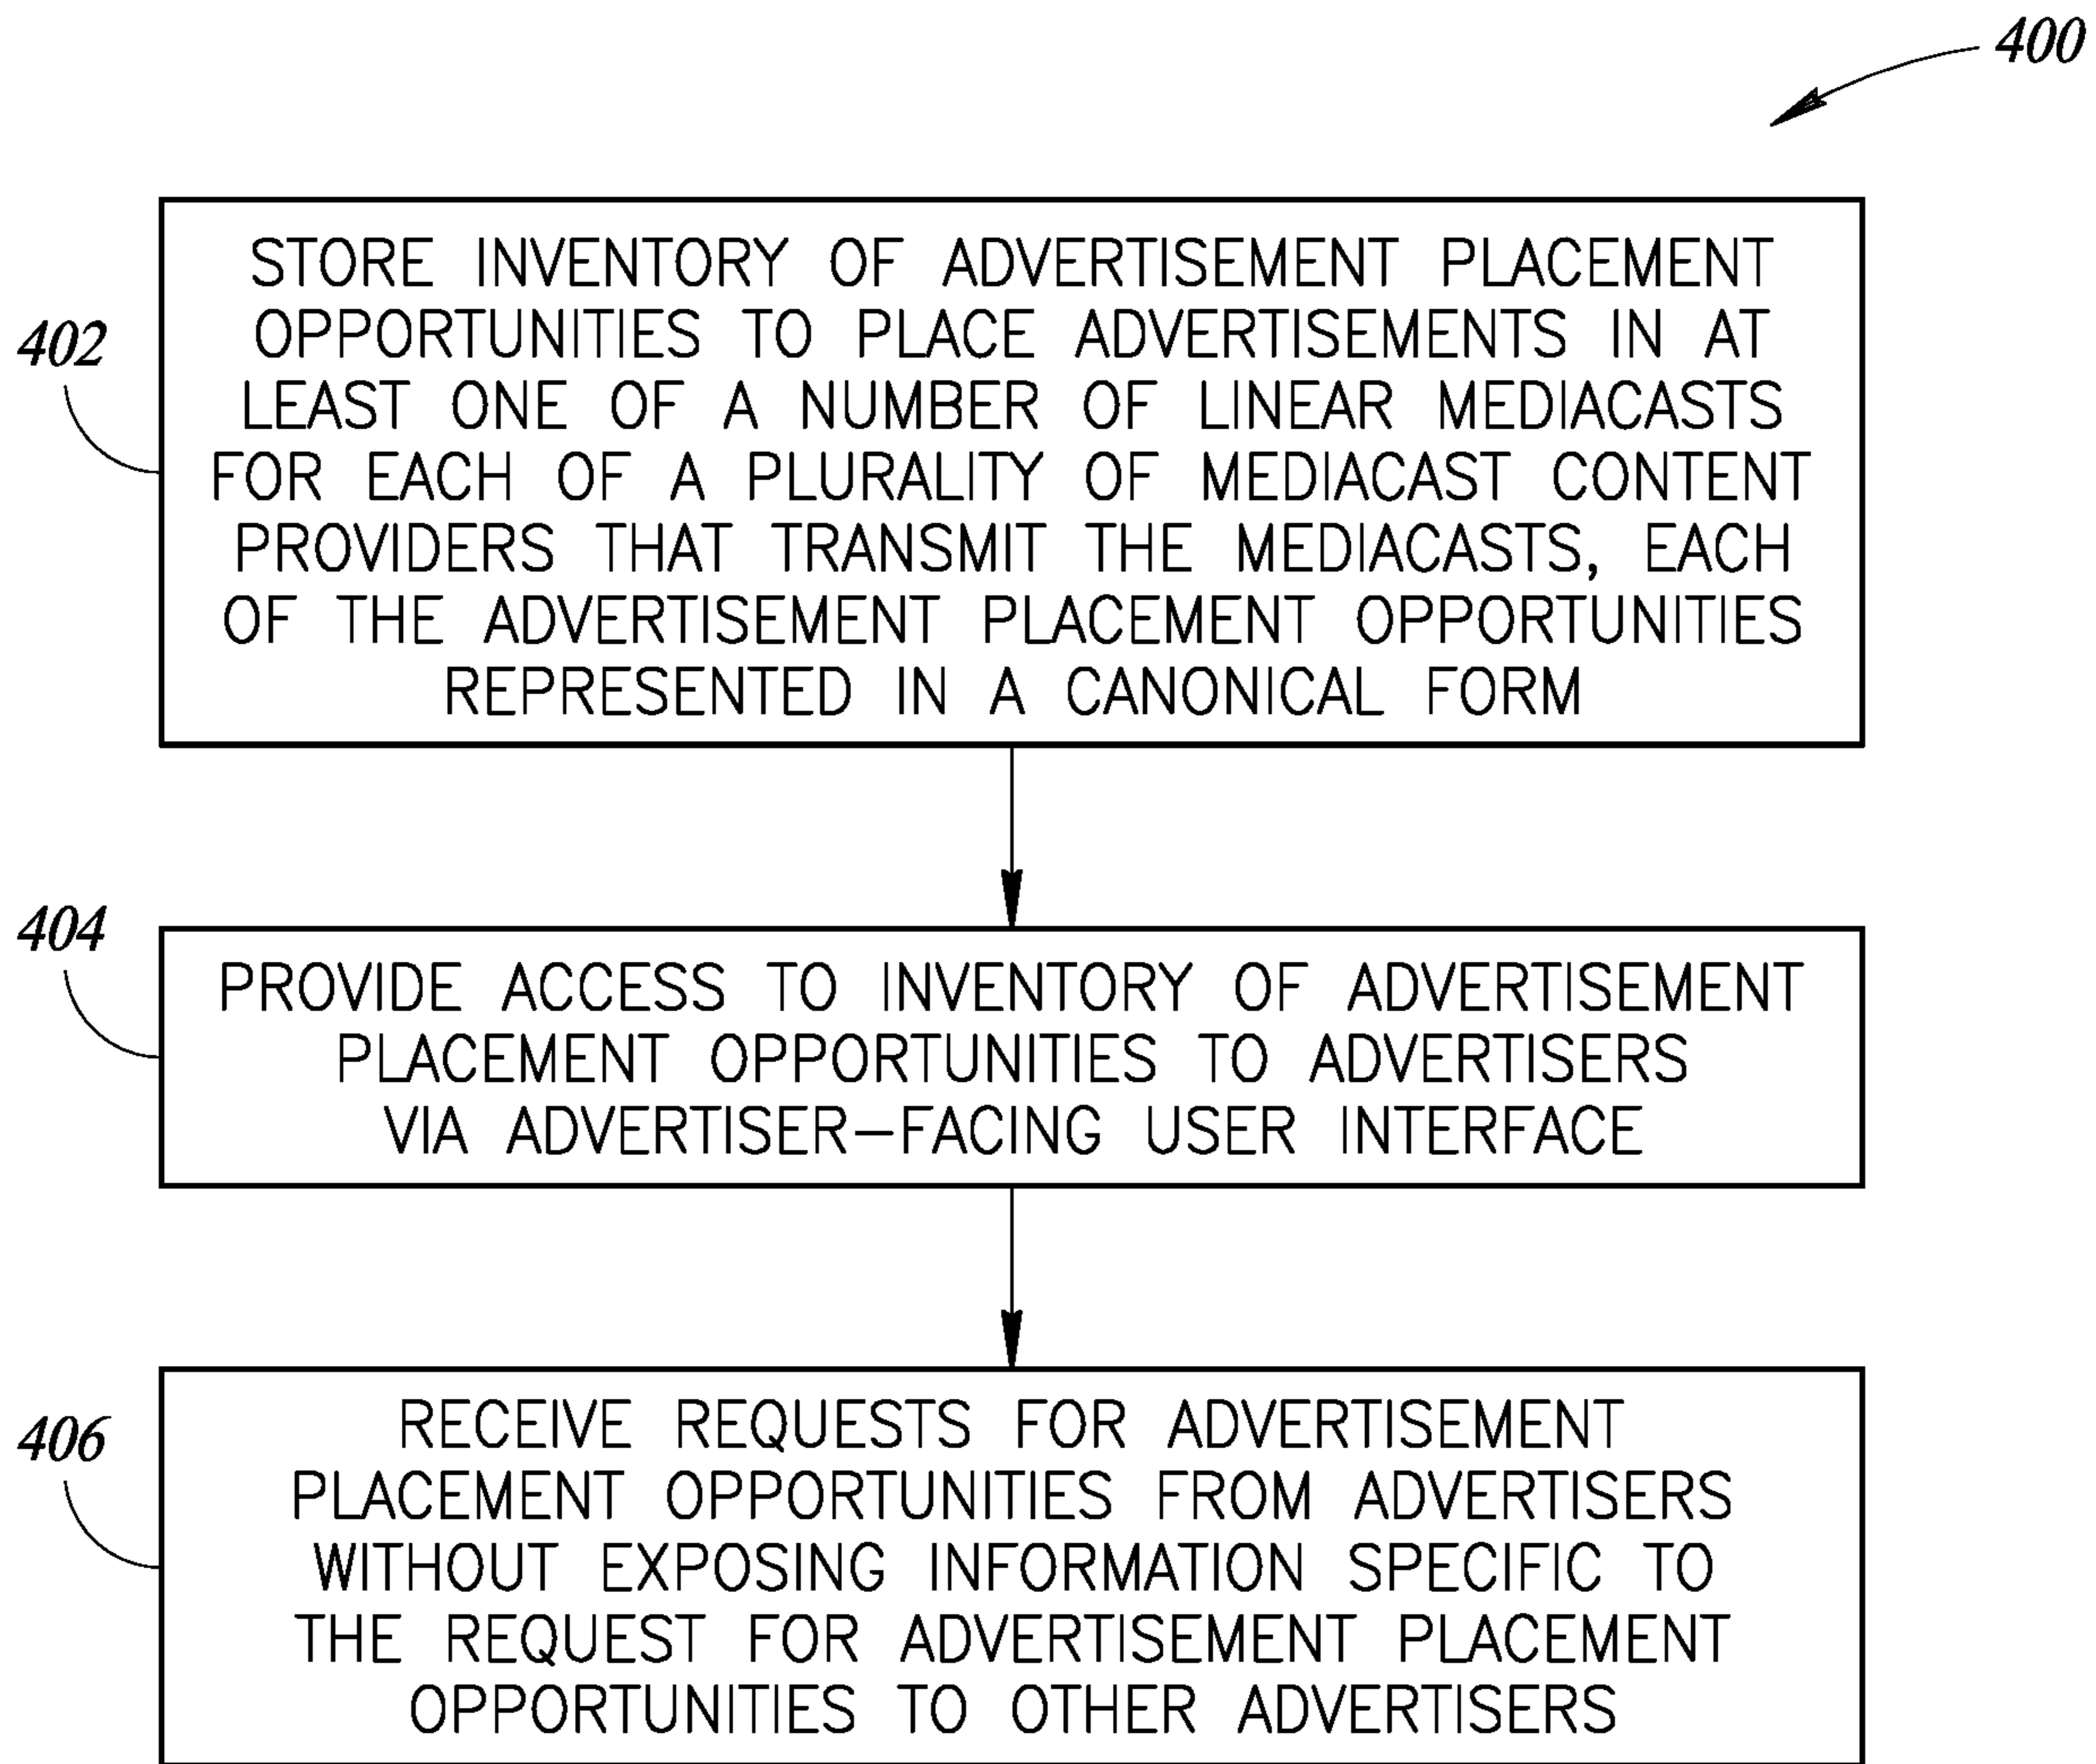 400
402
STORE INVENTORY OF ADVERTISEMENT PLACEMENT
OPPORTUNITIES TO PLACE ADVERTISEMENTS IN AT
LEAST ONE OF A NUMBER OF LINEAR MEDIACASTS
FOR EACH OF A PLURALITY OF MEDIACAST CONTENT
PROVIDERS THAT TRANSMIT THE MEDIACASTS, EACH
OF THE ADVERTISEMENT PLACEMENT OPPORTUNITIES
REPRESENTED IN A CANONICAL FORM
404
PROVIDE ACCESS TO INVENTORY OF ADVERTISEMENT
PLACEMENT OPPORTUNITIES TO ADVERTISERS
VIA ADVERTISER–FACING USER INTERFACE
406
RECEIVE REQUESTS FOR ADVERTISEMENT
PLACEMENT OPPORTUNITIES FROM ADVERTISERS
WITHOUT EXPOSING INFORMATION SPECIFIC TO
THE REQUEST FOR ADVERTISEMENT PLACEMENT
OPPORTUNITIES TO OTHER ADVERTISERS